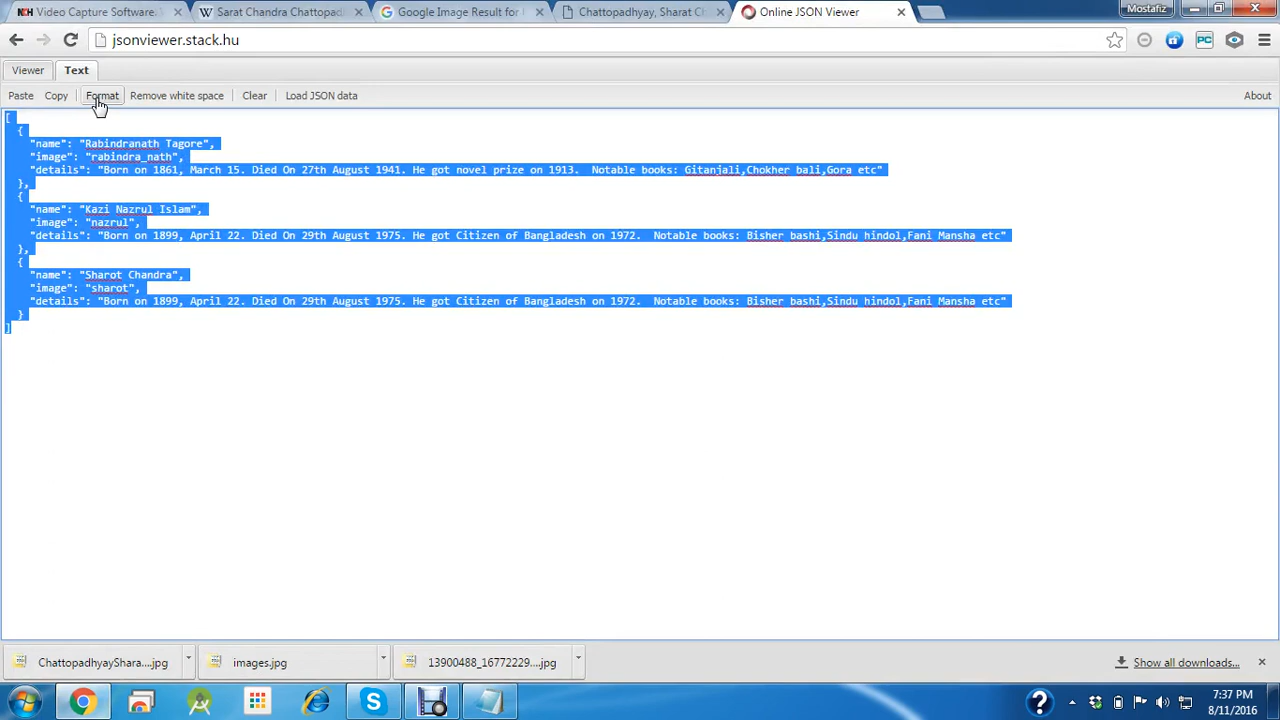 Video Capture Software.
Sarat Chandra Chattopad
Google Image Result for
Chattopadhyay, Sharat C
Online JSON Viewer
Mostafiz
jsonviewer.stack.hu
PC
Viewer
Text
Paste
Copy
Format
Remove white space
Clear
Load JSON data
About
[
{
"name": "Rabindranath Tagore",
"image": "rabindra_nath",
"details": "Born on 1861, March 15. Died On 27th August 1941. He got novel prize on 1913.  Notable books: Gitanjali,Chokher bali,Gora etc"
},
{
"name": "Kazi Nazrul Islam",
"image": "nazrul",
"details": "Born on 1899, April 22. Died On 29th August 1975. He got Citizen of Bangladesh on 1972.  Notable books: Bisher bashi,Sindu hindol,Fani Mansha etc"
},
{
"name": "Sharot Chandra",
"image": "sharot",
"details": "Born on 1899, April 22. Died On 29th August 1975. He got Citizen of Bangladesh on 1972.  Notable books: Bisher bashi,Sindu hindol,Fani Mansha etc"
}
]
ChattopadhyayShara....jpg
images.jpg
13900488_16772229....jpg
Show all downloads...
7:37 PM
8/11/2016